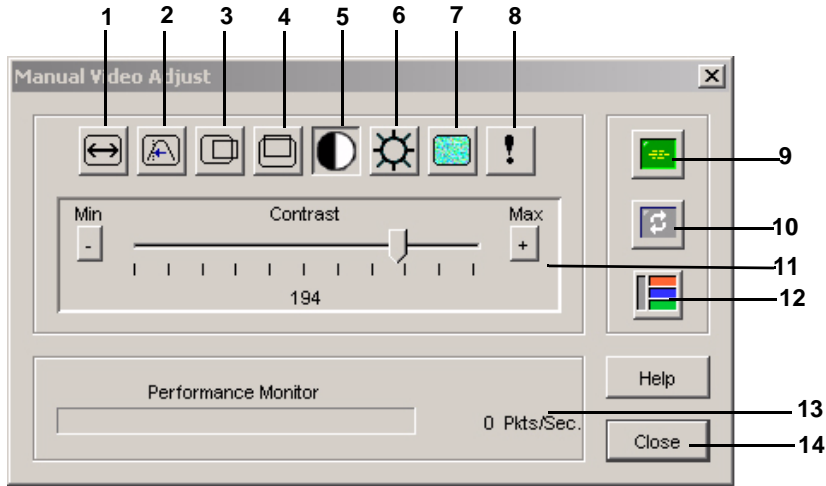 1 2 3 4 5 6 7 8
Manual Video Adjust
9
Min Contrast Max
- +
10
11
194
12
Performance Monitor
Help
0 Pkts/Sec.
13
Close
14